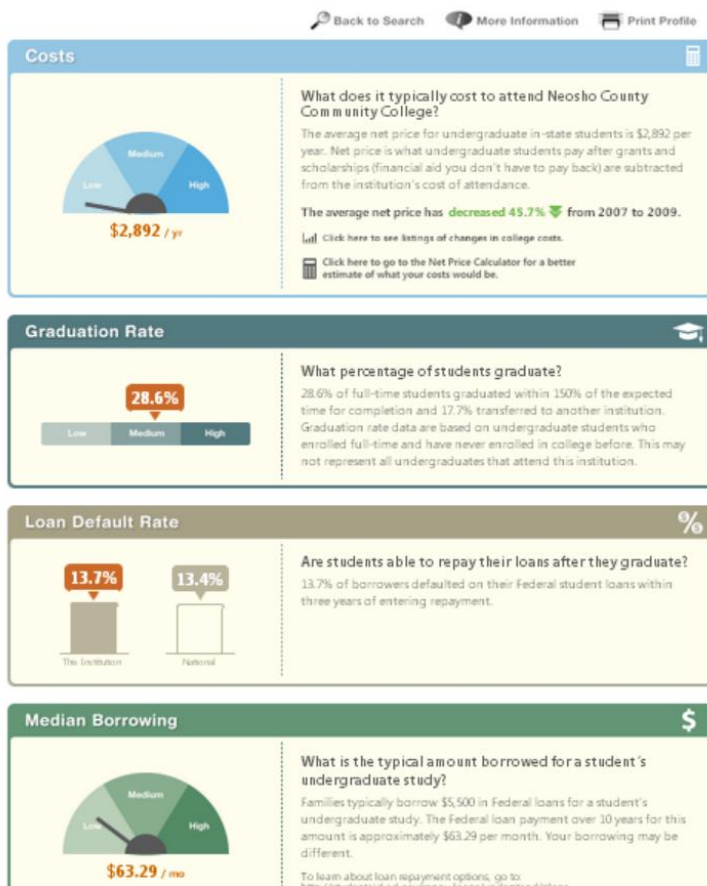 Back to Search More Information Print Profile
Costs
Low
Medium
High
$2,892 / yr
What does it typically cost to attend Neosho County
Community College?
The average net price for undergraduate in-state students is $2,892 per
year. Net price is what undergraduate students pay after grants and
scholarships (financial aid you don't have to pay back) are subtracted
from the institution's cost of attendance.
The average net price has decreased 45.7% from 2007 to 2009.
Click here to see listings of changes in college costs.
Click here to go to the Net Price Calculator for a better
estimate of what your costs would be.
Graduation Rate
28.6%
Low Medium High
What percentage of students graduate?
28.6% of full-time students graduated within 150% of the expected
time for completion and 17.7% transferred to another institution.
Graduation rate data are based on undergraduate students who
enrolled full-time and have never enrolled in college before. This may
not represent all undergraduates that attend this institution.
Loan Default Rate
%
13.7% 13.4%
This Institution National
Are students able to repay their loans after they graduate?
13.7% of borrowers defaulted on their Federal student loans within
three years of entering repayment.
Median Borrowing
$
Low
Medium
High
$63.29 / mo
What is the typical amount borrowed for a student's
undergraduate study?
Families typically borrow $5,500 in Federal loans for a student's
undergraduate study. The Federal loan payment over 10 years for this
amount is approximately $63.29 per month. Your borrowing may be
different.
To learn about loan repayment options, go to: